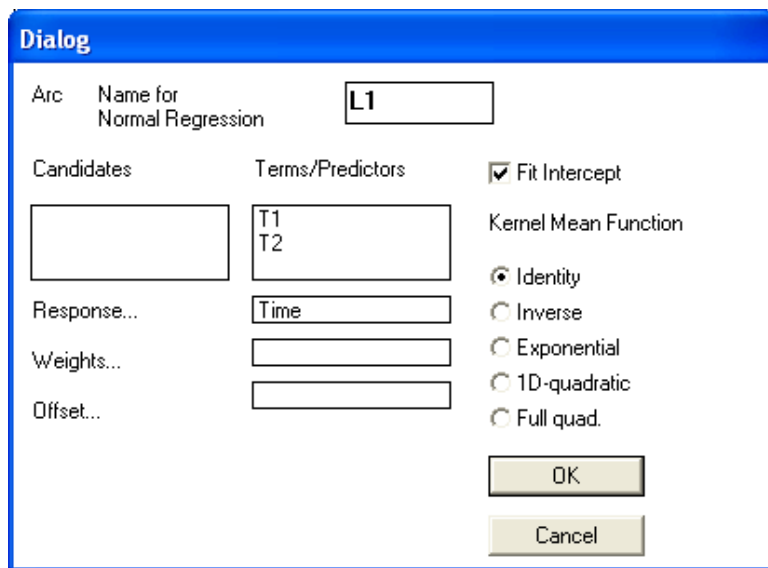 Dialog
Arc Name for
Normal Regression
L1
Candidates
Terms/Predictors
T1
T2
Response...
Time
Weights...
Offset...
Fit Intercept
Kernel Mean Function
Identity
Inverse
Exponential
1D-quadratic
Full quad.
OK
Cancel